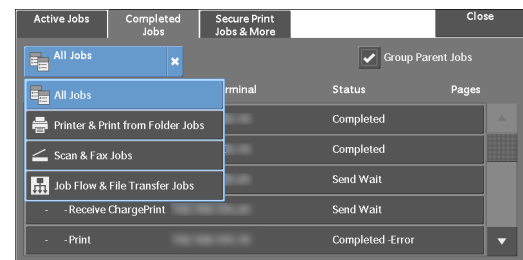 Active Jobs
Completed
Jobs
Secure Print
Jobs & More
Close
All Jobs
Group Parent Jobs
All Jobs
rminal
Status
Pages
Printer & Print from Folder Jobs
Completed
Scan & Fax Jobs
Completed
Job Flow & File Transfer Jobs
Send Wait
- - Receive ChargePrint
Send Wait
- - Print
Completed -Error